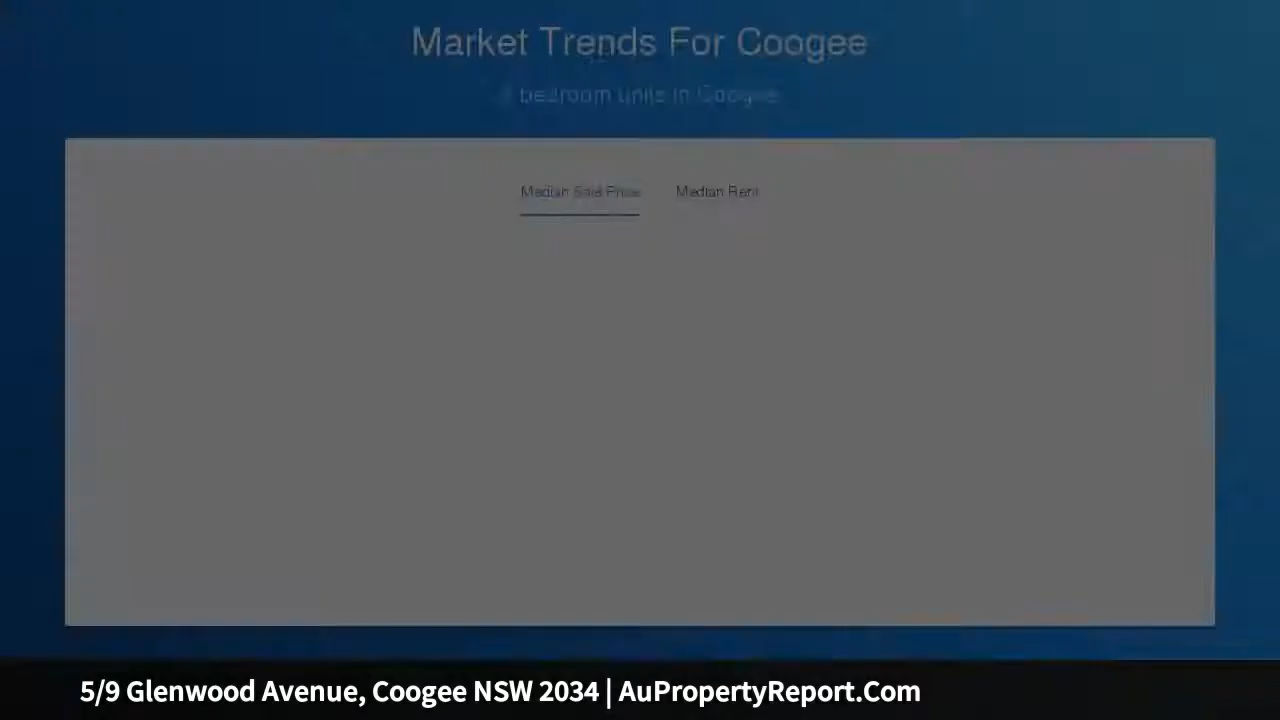 Market Trends For Coogee
bedroom units in Coogee
Median Sold Price Median Rent
5/9 Glenwood Avenue, Coogee NSW 2034 | AuPropertyReport.Com